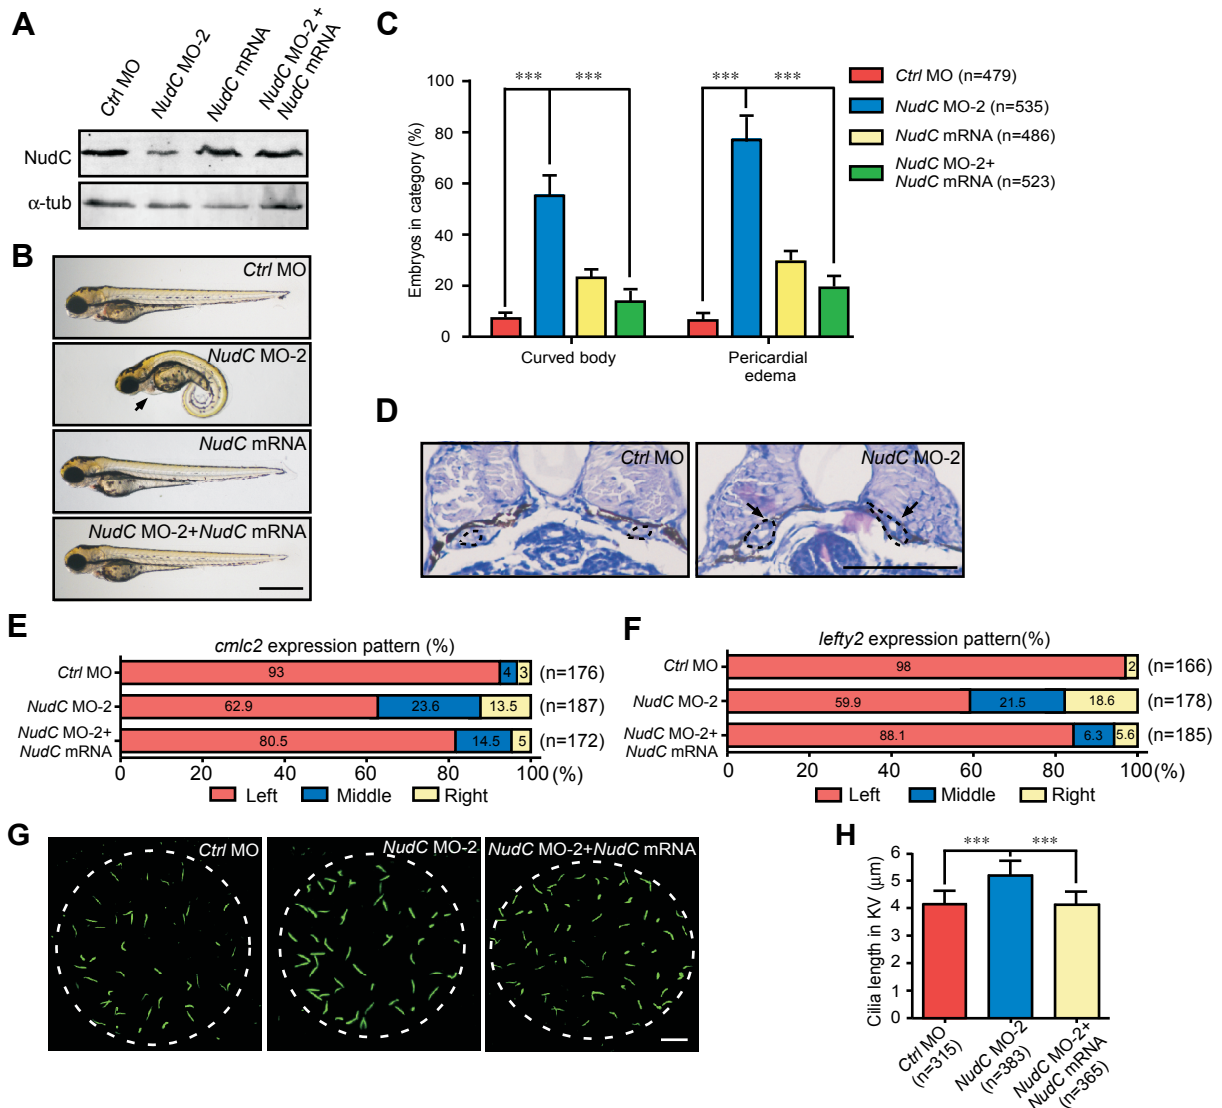 A
Ctrl MO
NudC MO-2
NudC mRNA
NudC MO-2 +
NudC mRNA
NudC
α-tub
B
Ctrl MO
NudC MO-2
NudC mRNA
NudC MO-2+NudC mRNA
C
Embryos in category (%)
100
80
60
40
20
0
*** ***
*** ***
Curved body
Pericardial
edema
Ctrl MO (n=479)
NudC MO-2 (n=535)
NudC mRNA (n=486)
NudC MO-2+
NudC mRNA (n=523)
D
Ctrl MO
NudC MO-2
E
cmlc2 expression pattern (%)
Ctrl MO 93 4 3 (n=176)
NudC MO-2 62.9 23.6 13.5 (n=187)
NudC MO-2+
NudC mRNA 80.5 14.5 5 (n=172)
0 20 40 60 80 100 (%)
Left Middle Right
F
lefty2 expression pattern(%)
Ctrl MO 98 2 (n=166)
NudC MO-2 59.9 21.5 18.6 (n=178)
NudC MO-2+
NudC mRNA 88.1 6.3 5.6 (n=185)
0 20 40 60 80 100(%)
Left Middle Right
G
Ctrl MO
NudC MO-2
NudC MO-2+NudC mRNA
H
Cilia length in KV (μm)
6
5
4
3
2
1
0
*** ***
Ctrl MO
(n=315)
NudC MO-2
(n=383)
NudC MO-2+
NudC mRNA
(n=365)